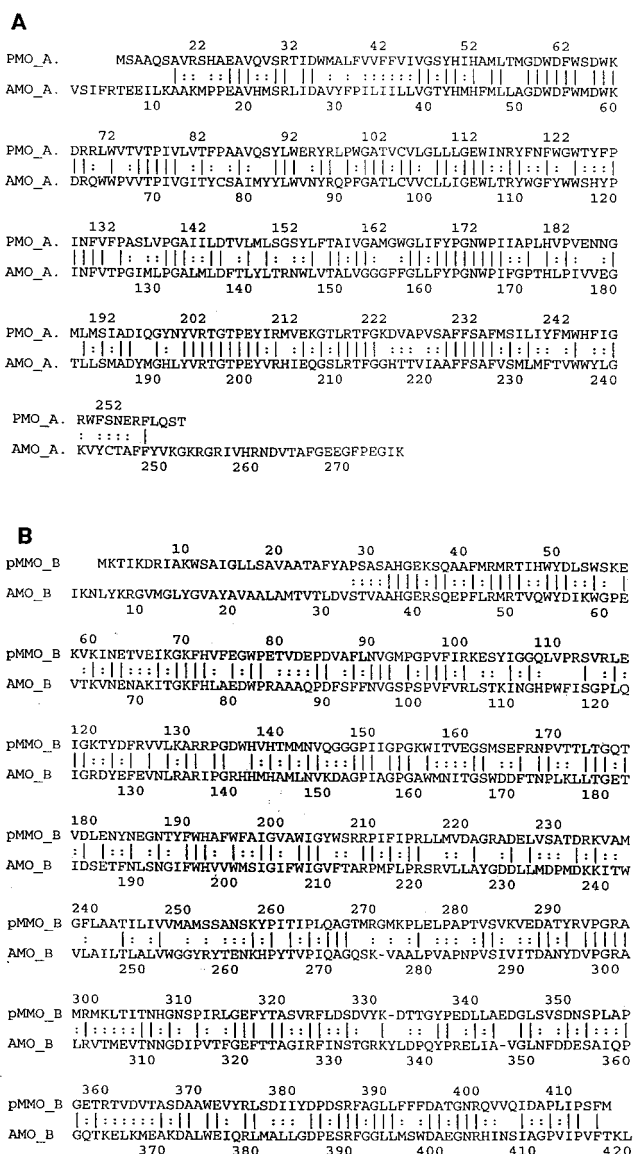 A
22 32 42 52 62
PMO_A. MSAAQSAVRSHAEAVQVSRTIDWMALFVVFFVIVGSYHIHAMLTMGDWDFWSDWK
AMO_A. VSIFRTEEILKAAKMPPEAVHMSRLIDAVYFPILIILLVGTYHMHFMLLAGDWDFWMDWK
10 20 30 40 50 60
72 82 92 102 112 122
PMO_A. DRRLWVTVTPIVLVTFPAAVQSYLWERYRLPWGATVCVLGLLLGEWINRYFNFWGWTYFP
AMO_A. DRQWWPVVTPIVGITYCSAIMYYLWVNYRQPFGATLCVVCLLIGEWLTRYWGFYWWSHYP
70 80 90 100 110 120
132 142 152 162 172 182
PMO_A. INFVFPASLVPGAIILDTVLMLSGSYLFTAIVGAMGWGLIFYPGNWPIIAPLHVPVENNG
AMO_A. INFVTPGIMLPGALMLDFTLYLTRNWLVTALVGGGFFGLLFYPGNWPIFGPTHLPIVVEG
130 140 150 160 170 180
192 202 212 222 232 242
PMO_A. MLMSIADIQGYNYVRTGTPEYIRMVEKGTLRTFGKDVAPVSAFFSAFMSILIYFMWHFIG
AMO_A. TLLSMADYMGHLYVRTGTPEYVRHIEQGSLRTFGGHTTVIAAFFSAFVSMLMFTVWWYLG
190 200 210 220 230 240
252
PMO_A. RWFSNERFLQST
AMO_A. KVYCTAFFYVKGKRGRIVHRNDVTAFGEEGFPEGIK
250 260 270
B
10 20 30 40 50
pMMO_B MKTIKDRIAKWSAIGLLSAVAATAFYAPSASAHGEKSQAAFMRMRTIHWYDLSWSKE
AMO_B IKNLYKRGVMGLYGVAYAVAALAMTVTLDVSTVAAHGERSQEPFLRMRTVQWYDIKWGPE
10 20 30 40 50 60
60 70 80 90 100 110
pMMO_B KVKINETVEIKGKFHVFEGWPETVDEPDVAFLNVGMPGPVFIRKESYIGGQLVPRSVRLE
AMO_B VTKVNENAKITGKFHLAEDWPRAAAQPDFSFFNVGSPSPVFVRLSTKINGHPWFISGPLQ
70 80 90 100 110 120
120 130 140 150 160 170
pMMO_B IGKTYDFRVVLKARRPGDWHVHTMMNVQGGGPIIGPGKWITVEGSMSEFRNPVTTLTGQT
AMO_B IGRDYEFEVNLRARIPGRHHMHAMLNVKDAGPIAGPGAWMNITGSWDDFTNPLKLLTGET
130 140 150 160 170 180
180 190 200 210 220 230
pMMO_B VDLENYNEGNTYFWHAFWFAIGVAWIGYWSRRPIFIPRLLMVDAGRADELVSATDRKVAM
AMO_B IDSETFNLSNGIFWHVVWMSIGIFWIGVFTARPMFLPRSRVLLAYGDDLLMDPMDKKITW
190 200 210 220 230 240
240 250 260 270 280 290
pMMO_B GFLAATILIVVMAMSSANSKYPITIPLQAGTMRGMKPLELPAPTVSVKVEDATYRVPGRA
AMO_B VLAILTLALVWGGYRYTENKHPYTVPIQAGQSK-VAALPVAPNPVSIVITDANYDVPGRA
250 260 270 280 290 300
300 310 320 330 340 350
pMMO_B MRMKLTITNHGNSPIRLGEFYTASVRFLDSDVYK-DTTGYPEDLLAEDGLSVSDNSPLAP
AMO_B LRVTMEVTNNGDIPVTFGEFTTAGIRFINSTGRKYLDPQYPRELIA-VGLNFDDESAIQP
310 320 330 340 350 360
360 370 380 390 400 410
pMMO_B GETRTVDVTASDAAWEVYRLSDIIYDPDSRFAGLLFFFDATGNRQVVQIDAPLIPSFM
AMO_B GQTKELKMEAKDALWEIQRLMALLGDPESRFGGLLMSWDAEGNRHINSIAGPVIPVFTKL
370 380 390 400 410 420